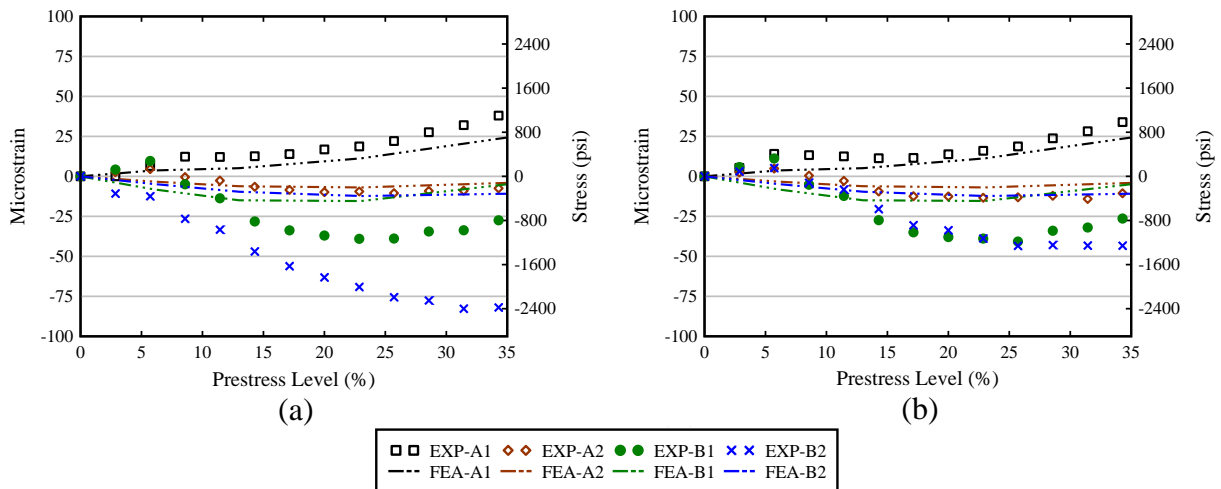 100
75
50
25
0
-25
-50
-75
-100
Microstrain
2400
1600
800
0
-800
-1600
-2400
Stress (psi)
0 5 10 15 20 25 30 35
Prestress Level (%)
(a)
100
75
50
25
0
-25
-50
-75
-100
Microstrain
2400
1600
800
0
-800
-1600
-2400
Stress (psi)
0 5 10 15 20 25 30 35
Prestress Level (%)
(b)
EXP-A1 EXP-A2 EXP-B1 EXP-B2
FEA-A1 FEA-A2 FEA-B1 FEA-B2